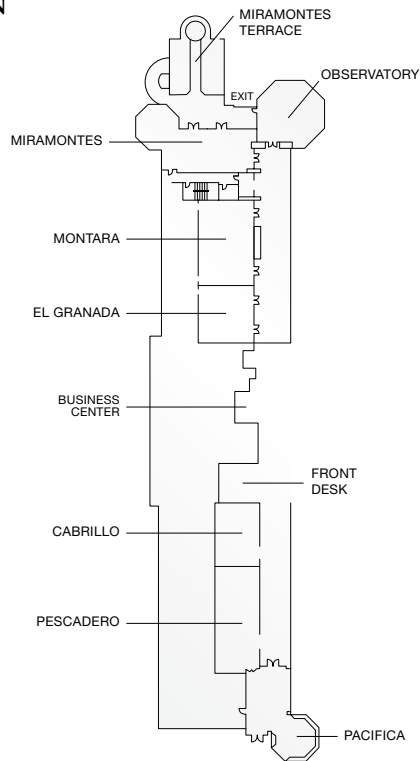 N
MIRAMONTES
TERRACE
OBSERVATORY
EXIT
MIRAMONTES
MONTARA
EL GRANADA
BUSINESS
CENTER
FRONT
DESK
CABRILLO
PESCADERO
PACIFICA